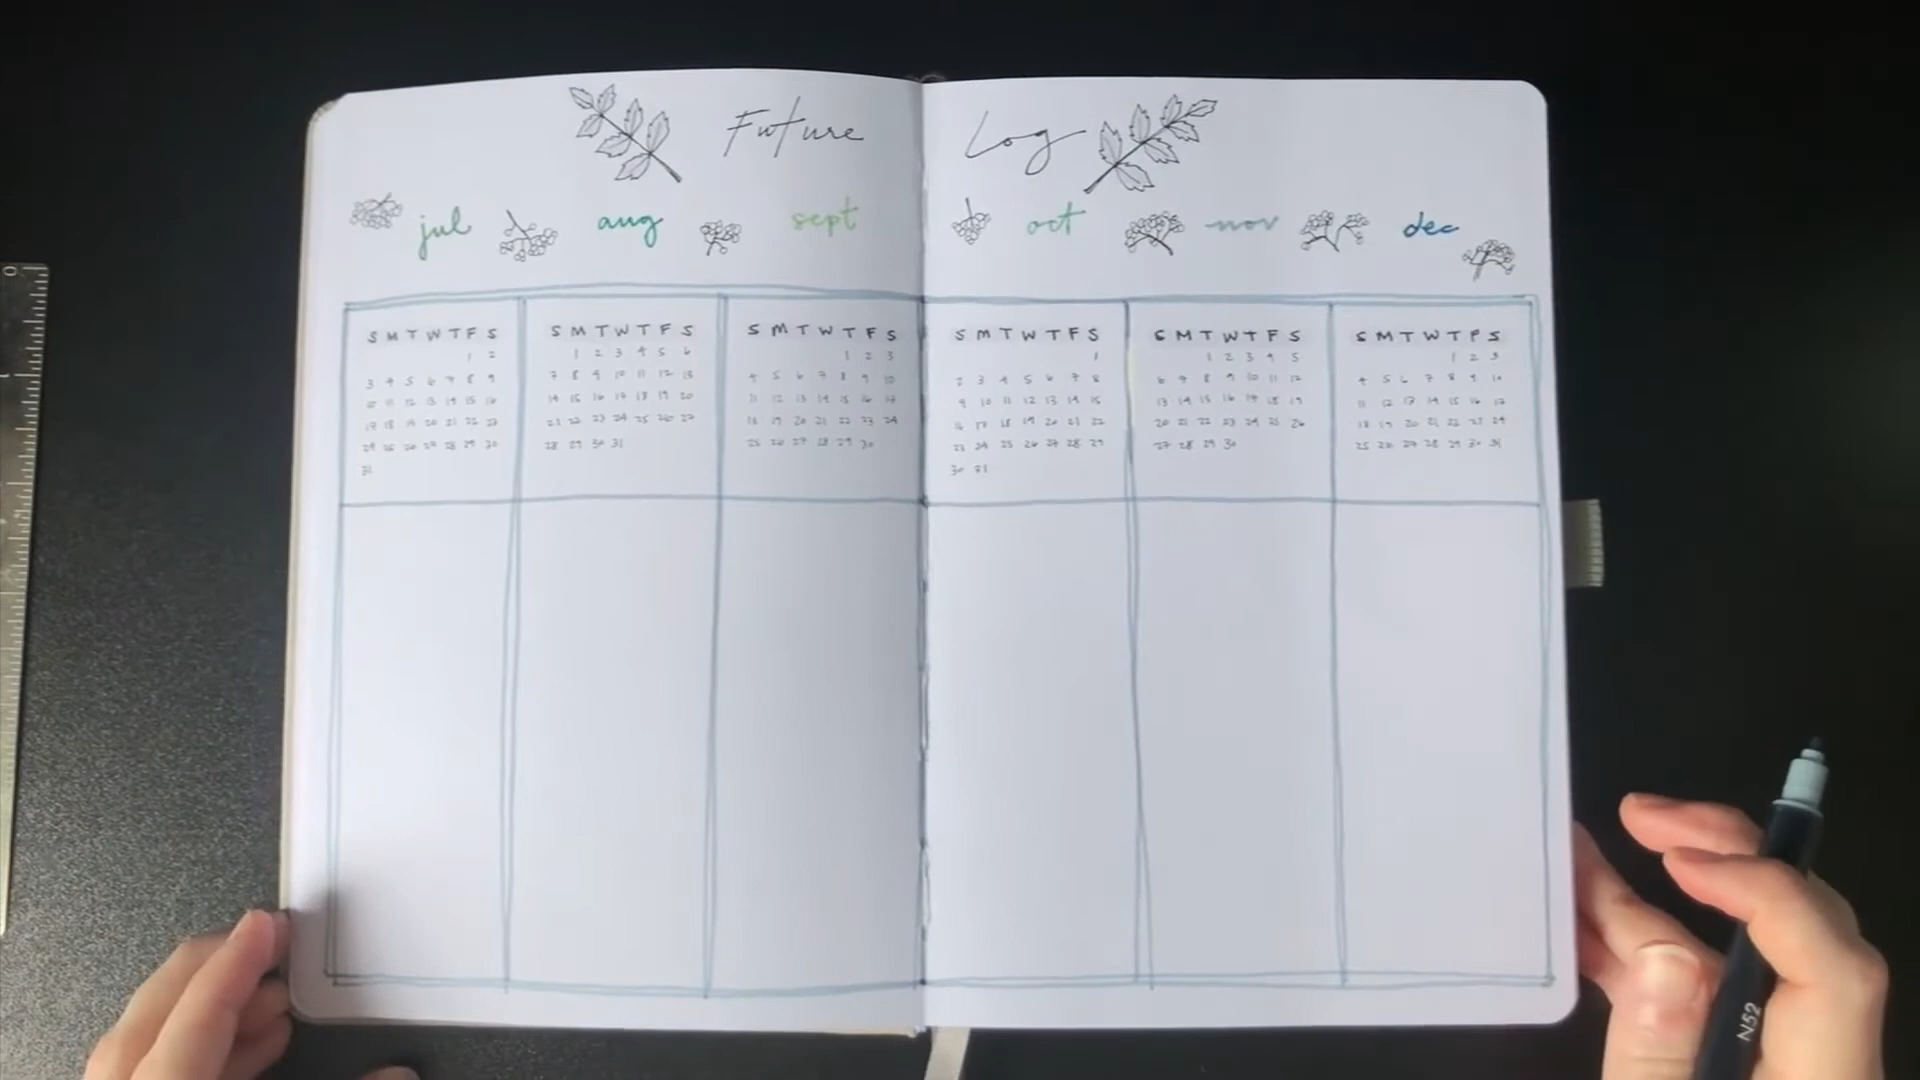 Future Log
jul aug sept oct nov dec
S M T W T F S
1 2
3 4 5 6 7 8 9
10 11 12 13 14 15 16
17 18 19 20 21 22 23
24 25 26 27 28 29 30
31
S M T W T F S
1 2 3 4 5 6
7 8 9 10 11 12 13
14 15 16 17 18 19 20
21 22 23 24 25 26 27
28 29 30 31
S M T W T F S
1 2 3
4 5 6 7 8 9 10
11 12 13 14 15 16 17
18 19 20 21 22 23 24
25 26 27 28 29 30
S M T W T F S
1
2 3 4 5 6 7 8
9 10 11 12 13 14 15
16 17 18 19 20 21 22
23 24 25 26 27 28 29
30 31
S M T W T F S
1 2 3 4 5
6 7 8 9 10 11 12
13 14 15 16 17 18 19
20 21 22 23 24 25 26
27 28 29 30
S M T W T F S
1 2 3
4 5 6 7 8 9 10
11 12 13 14 15 16 17
18 19 20 21 22 23 24
25 26 27 28 29 30 31
0
N52